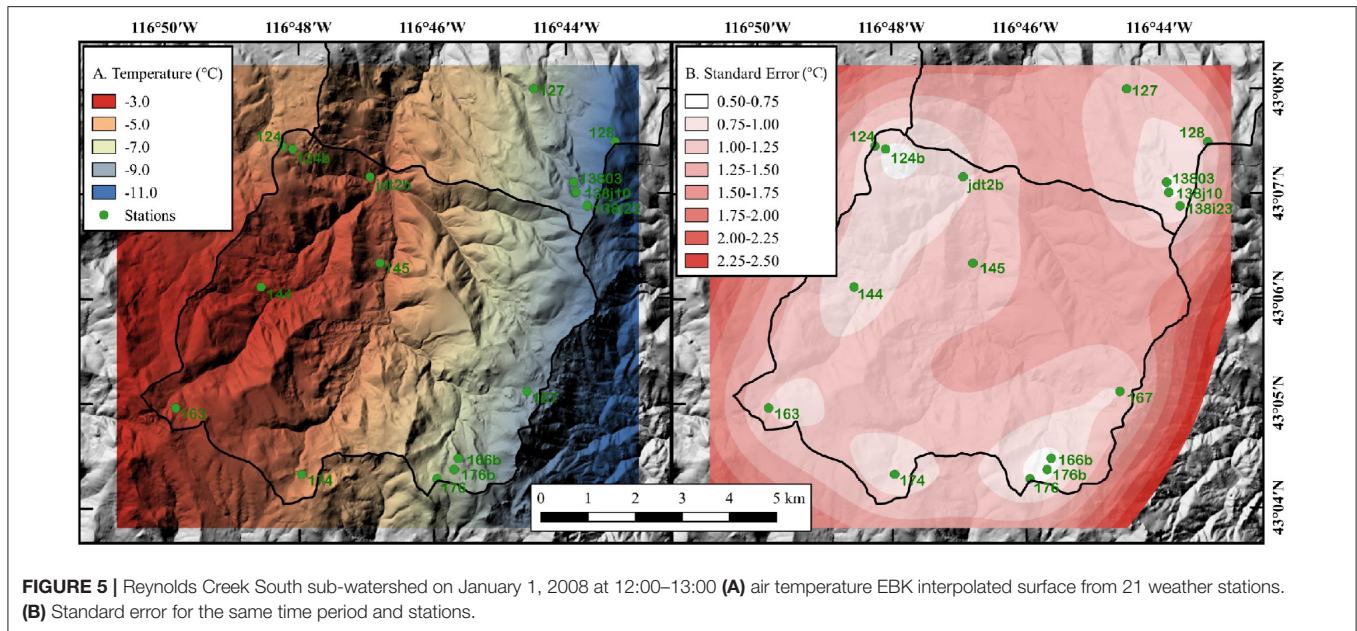 116°50′W 116°48′W 116°46′W 116°44′W 116°50′W 116°48′W 116°46′W 116°44′W
A. Temperature (°C)
-3.0
-5.0
-7.0
-9.0
-11.0
Stations
127
124
124b
128
jdt2b
13803
138j10
138i23
145
144
163
167
166b
176b
174
176
0 1 2 3 4 5 km
B. Standard Error (°C)
0.50-0.75
0.75-1.00
1.00-1.25
1.25-1.50
1.50-1.75
1.75-2.00
2.00-2.25
2.25-2.50
127
124
124b
128
jdt2b
13803
138j10
138i23
145
144
163
167
166b
176b
174
176
43°08′N
43°07′N
43°06′N
43°05′N
43°04′N
FIGURE 5 | Reynolds Creek South sub-watershed on January 1, 2008 at 12:00–13:00 (A) air temperature EBK interpolated surface from 21 weather stations.
(B) Standard error for the same time period and stations.